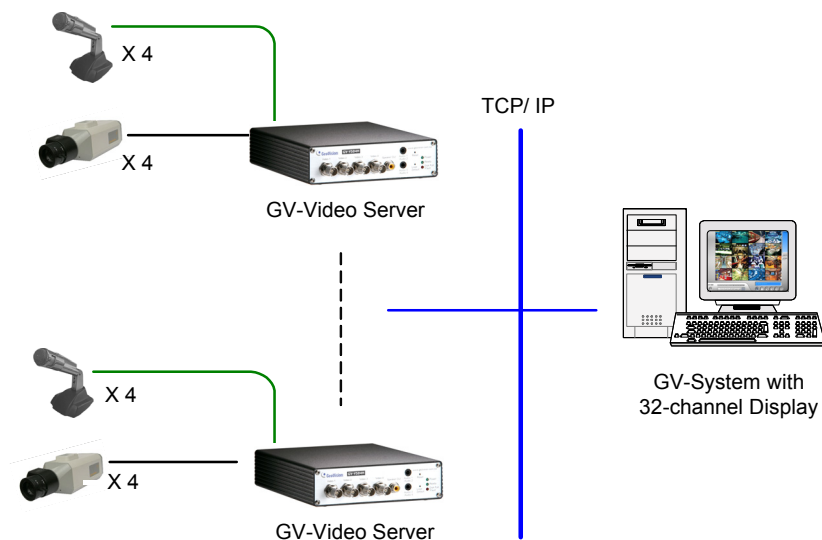 X 4
TCP/ IP
X 4
GV-Video Server
GV-System with
32-channel Display
X 4
X 4
GV-Video Server